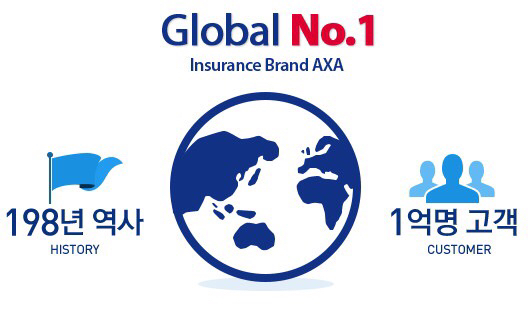 Global No.1
Insurance Brand AXA
198년 역사
HISTORY
1억명 고객
CUSTOMER